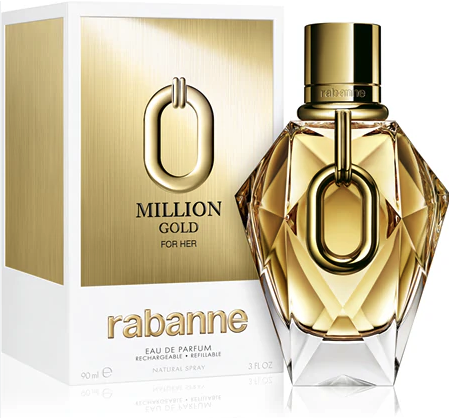 MILLION
GOLD
FOR HER
rabanne
EAU DE PARFUM
RECHARGEABLE • REFILLABLE
90 ml e NATURAL SPRAY 3 FL OZ
rabanne